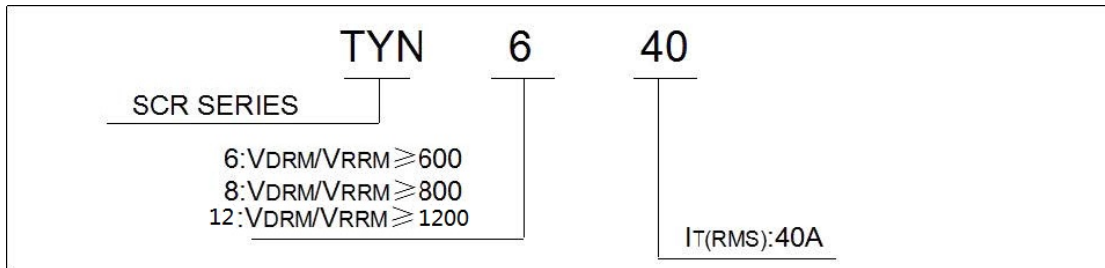 TYN 6 40
SCR SERIES
6:VDRM/VRRM≥600
8:VDRM/VRRM≥800
12:VDRM/VRRM≥1200
IT(RMS):40A